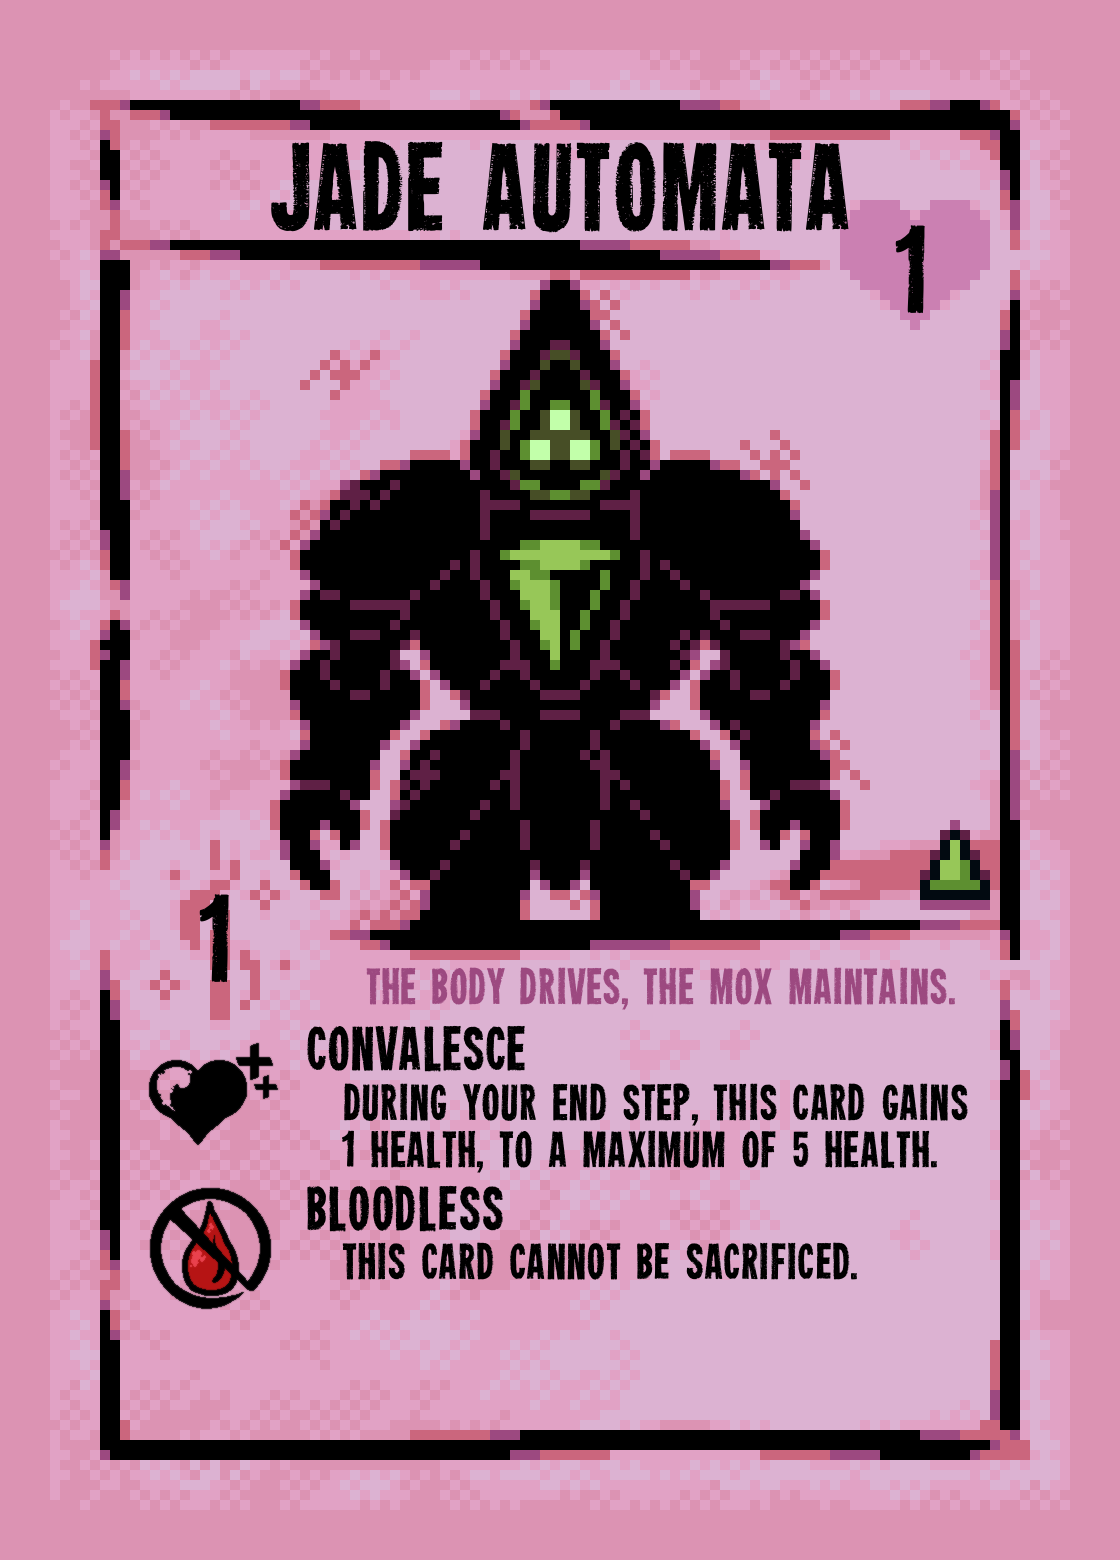 JADE AUTOMATA
1
1
THE BODY DRIVES, THE MOX MAINTAINS.
CONVALESCE
DURING YOUR END STEP, THIS CARD GAINS
1 HEALTH, TO A MAXIMUM OF 5 HEALTH.
BLOODLESS
THIS CARD CANNOT BE SACRIFICED.